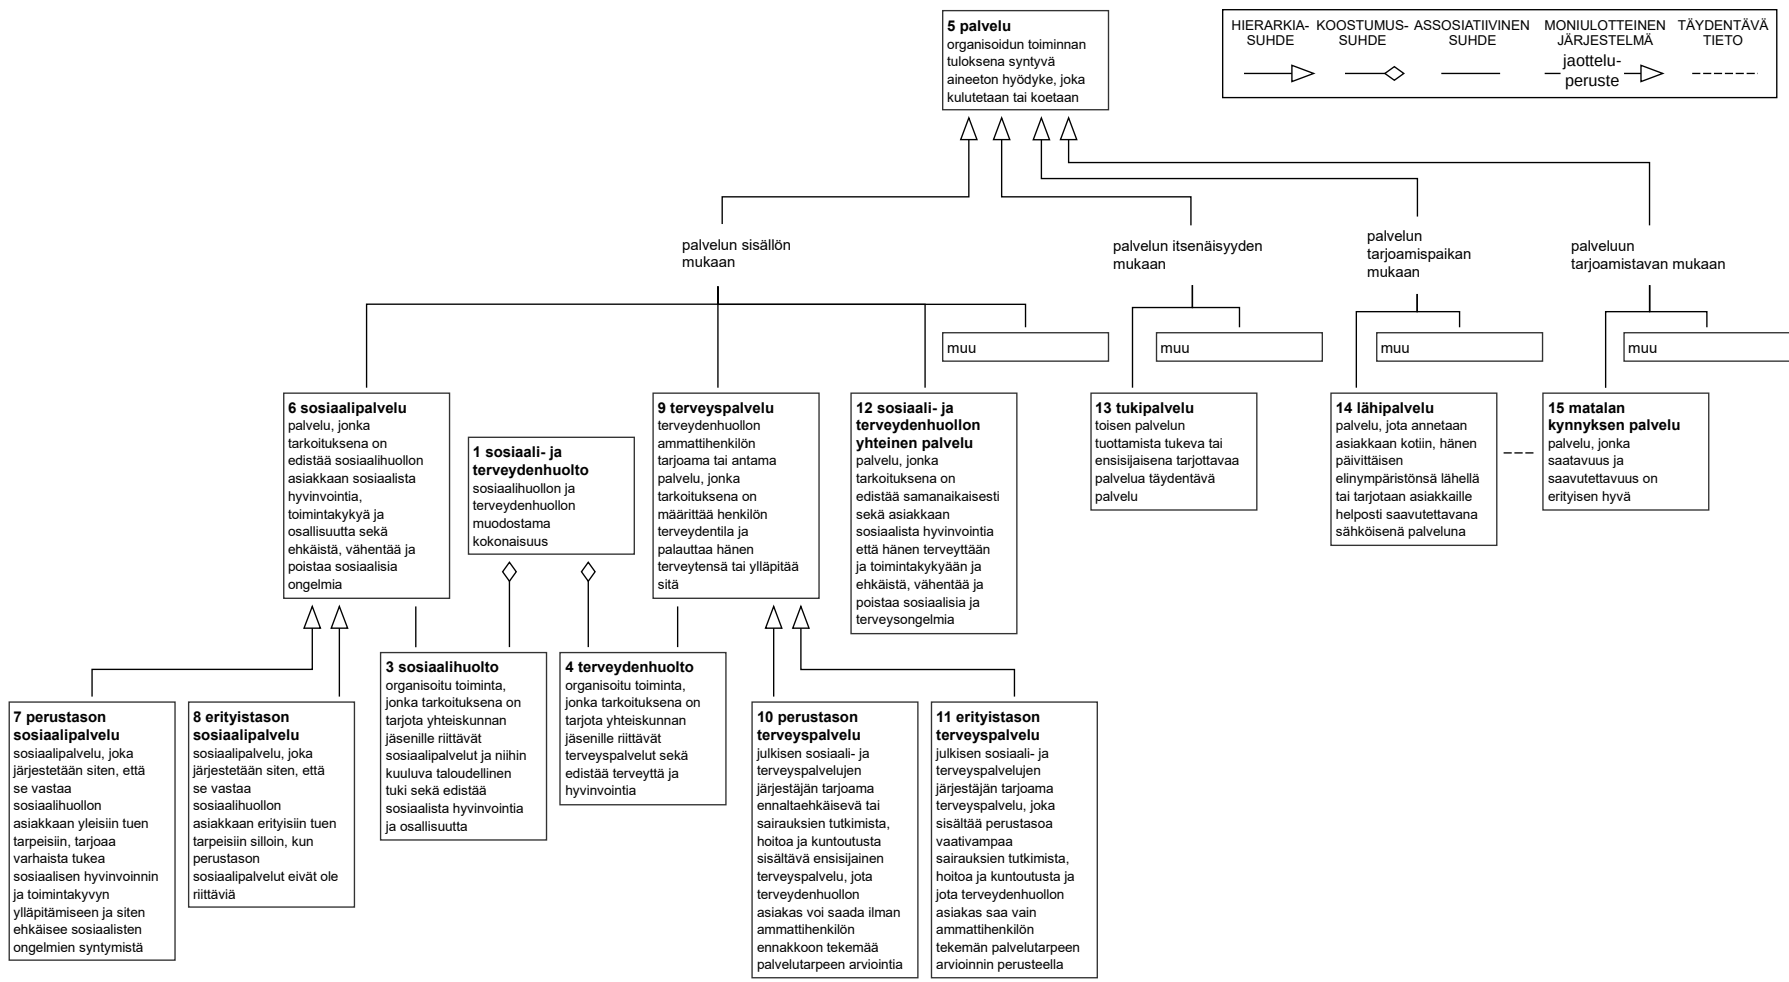 5 palvelu
organisoidun toiminnan
tuloksena syntyvä
aineeton hyödyke, joka
kulutetaan tai koetaan
HIERARKIA-
SUHDE
KOOSTUMUS-
SUHDE
ASSOSIATIIVINEN
SUHDE
MONIULOTTEINEN
JÄRJESTELMÄ
jaottelu-
peruste
TÄYDENTÄVÄ
TIETO
palvelun sisällön
mukaan
palvelun itsenäisyyden
mukaan
palvelun
tarjoamispaikan
mukaan
palveluun
tarjoamistavan mukaan
muu
muu
muu
muu
6 sosiaalipalvelu
palvelu, jonka
tarkoituksena on
edistää sosiaalihuollon
asiakkaan sosiaalista
hyvinvointia,
toimintakykyä ja
osallisuutta sekä
ehkäistä, vähentää ja
poistaa sosiaalisia
ongelmia
1 sosiaali- ja
terveydenhuolto
sosiaalihuollon ja
terveydenhuollon
muodostama
kokonaisuus
9 terveyspalvelu
terveydenhuollon
ammattihenkilön
tarjoama tai antama
palvelu, jonka
tarkoituksena on
määrittää henkilön
terveydentila ja
palauttaa hänen
terveytensä tai ylläpitää
sitä
12 sosiaali- ja
terveydenhuollon
yhteinen palvelu
palvelu, jonka
tarkoituksena on
edistää samanaikaisesti
sekä asiakkaan
sosiaalista hyvinvointia
että hänen terveyttään
ja toimintakykyään ja
ehkäistä, vähentää ja
poistaa sosiaalisia ja
terveysongelmia
13 tukipalvelu
toisen palvelun
tuottamista tukeva tai
ensisijaisena tarjottavaa
palvelua täydentävä
palvelu
14 lähipalvelu
palvelu, jota annetaan
asiakkaan kotiin, hänen
päivittäisen
elinympäristönsä lähellä
tai tarjotaan asiakkaille
helposti saavutettavana
sähköisenä palveluna
15 matalan
kynnyksen palvelu
palvelu, jonka
saatavuus ja
saavutettavuus on
erityisen hyvä
7 perustason
sosiaalipalvelu
sosiaalipalvelu, joka
järjestetään siten, että
se vastaa
sosiaalihuollon
asiakkaan yleisiin tuen
tarpeisiin, tarjoaa
varhaista tukea
sosiaalisen hyvinvoinnin
ja toimintakyvyn
ylläpitämiseen ja siten
ehkäisee sosiaalisten
ongelmien syntymistä
8 erityistason
sosiaalipalvelu
sosiaalipalvelu, joka
järjestetään siten, että
se vastaa
sosiaalihuollon
asiakkaan erityisiin tuen
tarpeisiin silloin, kun
perustason
sosiaalipalvelut eivät ole
riittäviä
3 sosiaalihuolto
organisoitu toiminta,
jonka tarkoituksena on
tarjota yhteiskunnan
jäsenille riittävät
sosiaalipalvelut ja niihin
kuuluva taloudellinen
tuki sekä edistää
sosiaalista hyvinvointia
ja osallisuutta
4 terveydenhuolto
organisoitu toiminta,
jonka tarkoituksena on
tarjota yhteiskunnan
jäsenille riittävät
terveyspalvelut sekä
edistää terveyttä ja
hyvinvointia
10 perustason
terveyspalvelu
julkisen sosiaali- ja
terveyspalvelujen
järjestäjän tarjoama
ennaltaehkäisevä tai
sairauksien tutkimista,
hoitoa ja kuntoutusta
sisältävä ensisijainen
terveyspalvelu, jota
terveydenhuollon
asiakas voi saada ilman
ammattihenkilön
ennakkoon tekemää
palvelutarpeen arviointia
11 erityistason
terveyspalvelu
julkisen sosiaali- ja
terveyspalvelujen
järjestäjän tarjoama
terveyspalvelu, joka
sisältää perustasoa
vaativampaa
sairauksien tutkimista,
hoitoa ja kuntoutusta ja
jota terveydenhuollon
asiakas saa vain
ammattihenkilön
tekemän palvelutarpeen
arvioinnin perusteella